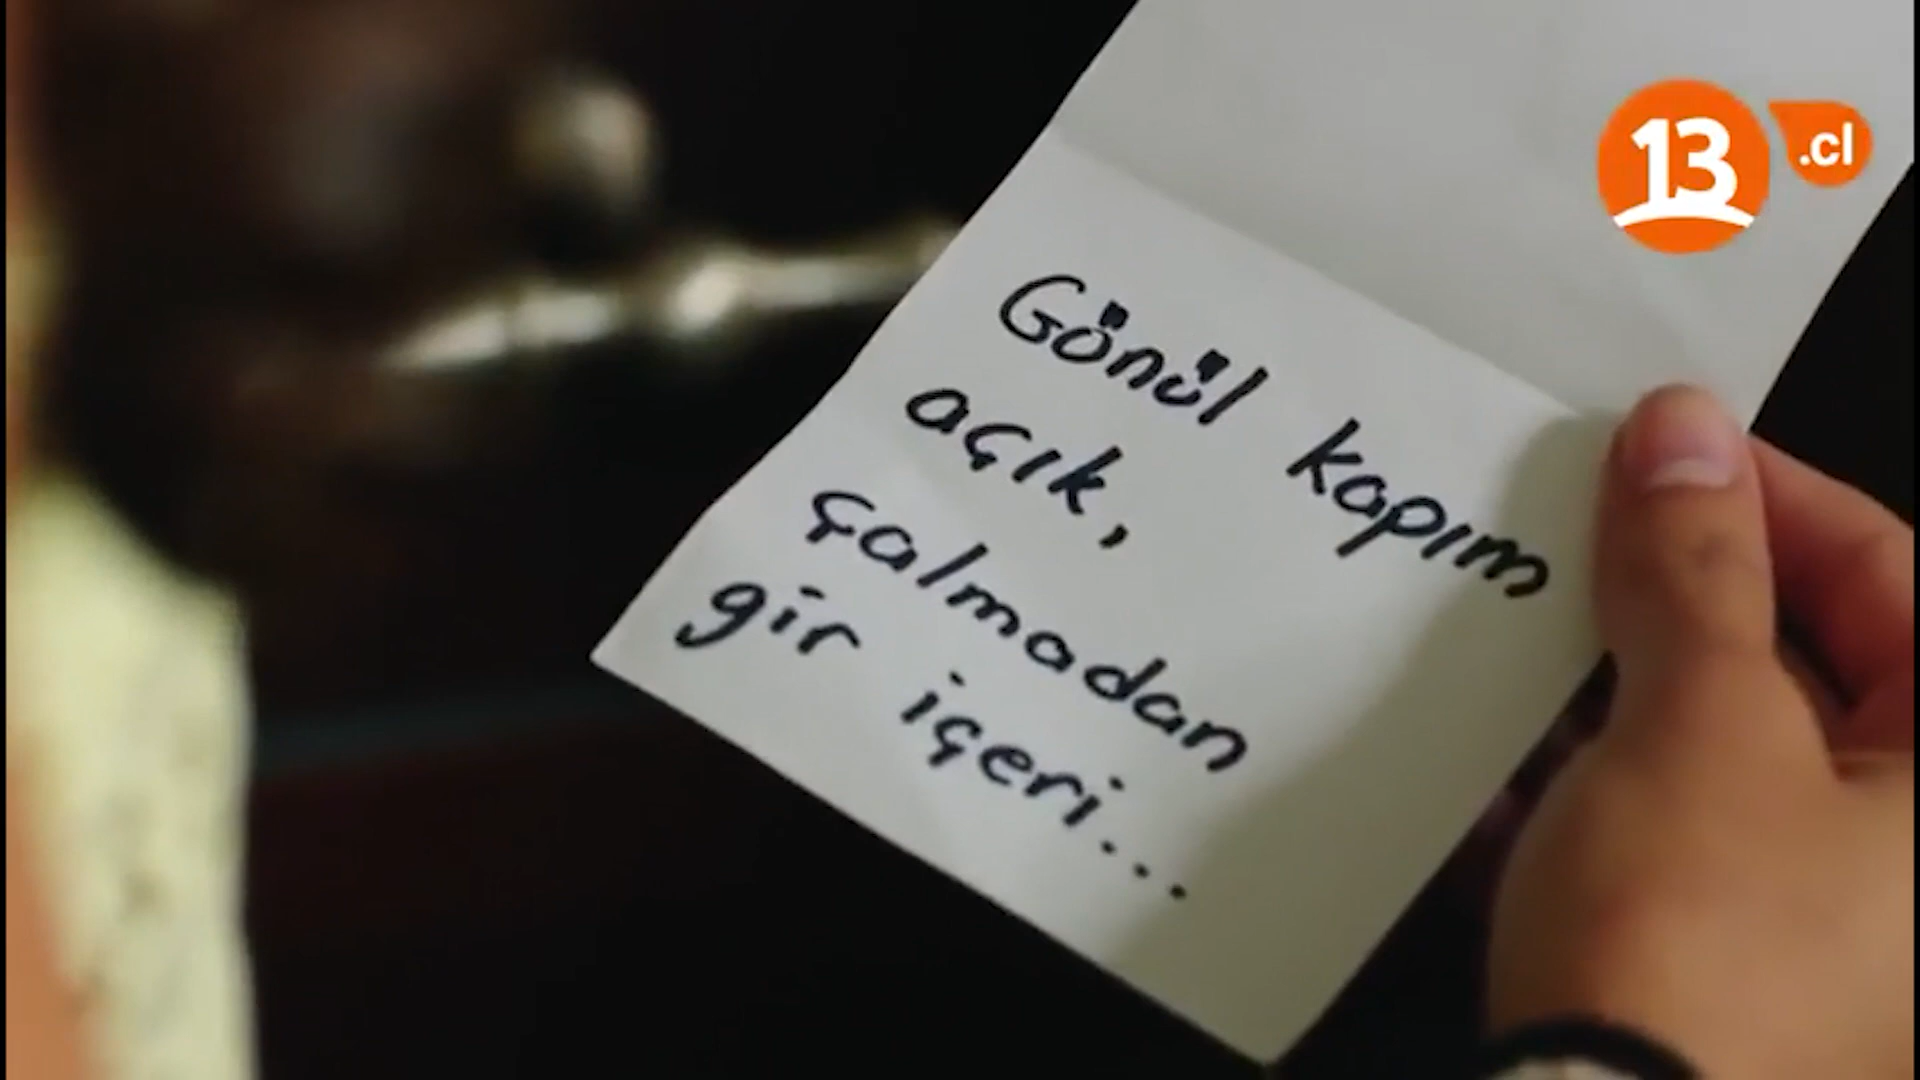 13
.cl
Gönül kapım
açık,
çalmadan
gir içeri...